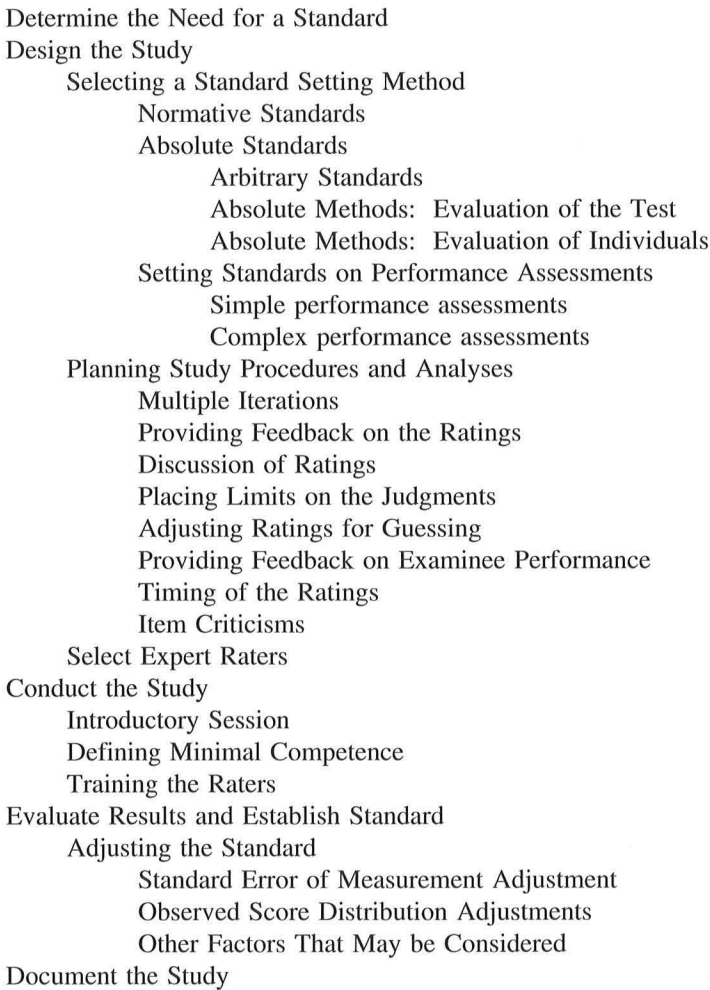 Determine the Need for a Standard
Design the Study
Selecting a Standard Setting Method
Normative Standards
Absolute Standards
Arbitrary Standards
Absolute Methods: Evaluation of the Test
Absolute Methods: Evaluation of Individuals
Setting Standards on Performance Assessments
Simple performance assessments
Complex performance assessments
Planning Study Procedures and Analyses
Multiple Iterations
Providing Feedback on the Ratings
Discussion of Ratings
Placing Limits on the Judgments
Adjusting Ratings for Guessing
Providing Feedback on Examinee Performance
Timing of the Ratings
Item Criticisms
Select Expert Raters
Conduct the Study
Introductory Session
Defining Minimal Competence
Training the Raters
Evaluate Results and Establish Standard
Adjusting the Standard
Standard Error of Measurement Adjustment
Observed Score Distribution Adjustments
Other Factors That May be Considered
Document the Study